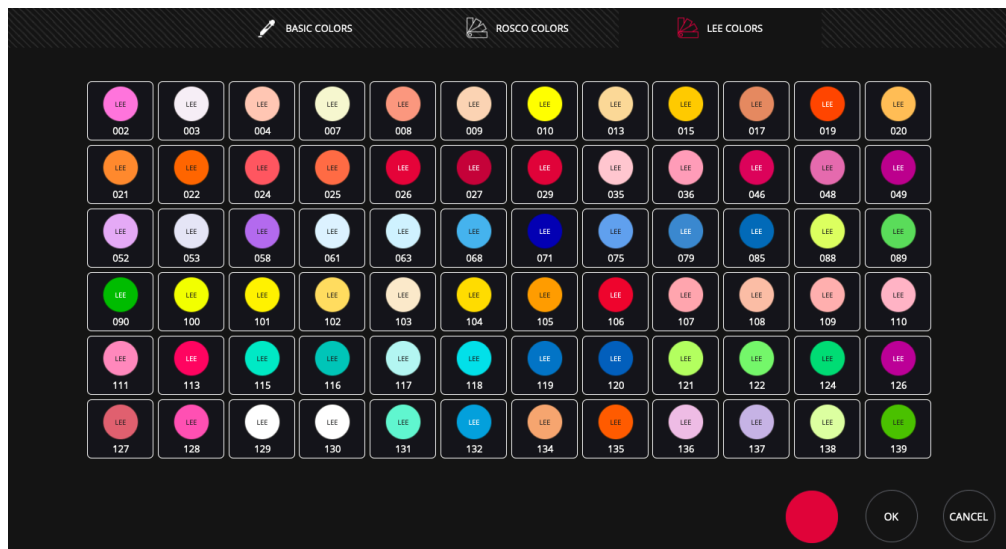 BASIC COLORS ROSCO COLORS LEE COLORS
LEE LEE LEE LEE LEE LEE LEE LEE LEE LEE LEE LEE
002 003 004 007 008 009 010 013 015 017 019 020
LEE LEE LEE LEE LEE LEE LEE LEE LEE LEE LEE LEE
021 022 024 025 026 027 029 035 036 046 048 049
LEE LEE LEE LEE LEE LEE LEE LEE LEE LEE LEE LEE
052 053 058 061 063 068 071 075 079 085 088 089
LEE LEE LEE LEE LEE LEE LEE LEE LEE LEE LEE LEE
090 100 101 102 103 104 105 106 107 108 109 110
LEE LEE LEE LEE LEE LEE LEE LEE LEE LEE LEE LEE
111 113 115 116 117 118 119 120 121 122 124 126
LEE LEE LEE LEE LEE LEE LEE LEE LEE LEE LEE LEE
127 128 129 130 131 132 134 135 136 137 138 139
OK CANCEL